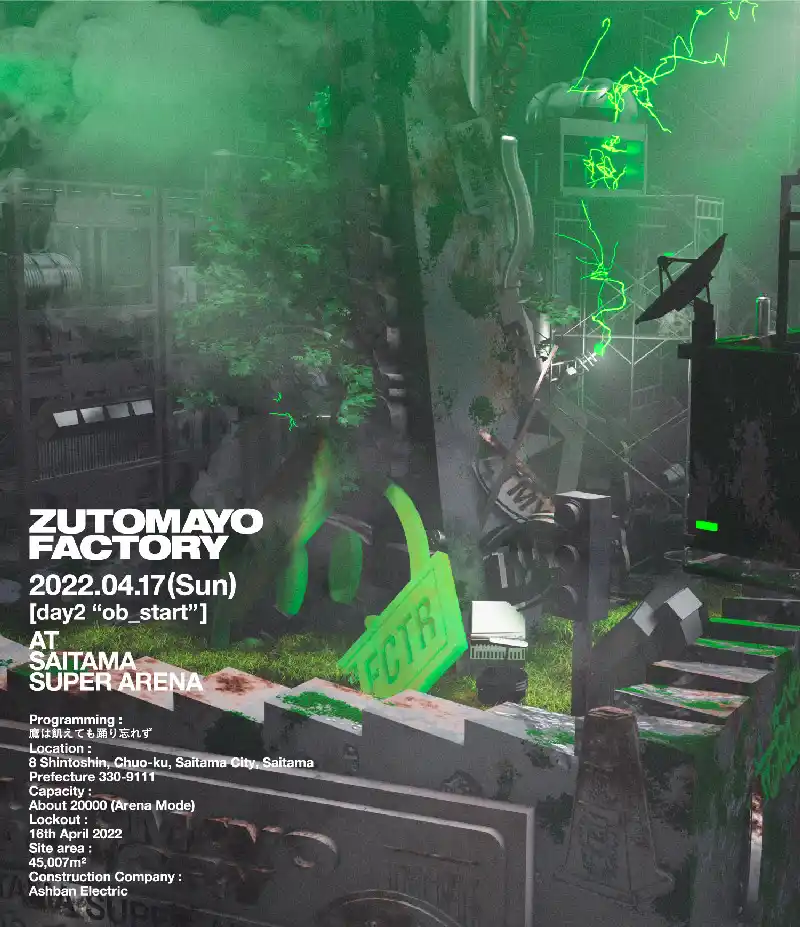 ZUTOMAYO
FACTORY
2022.04.17(Sun)
[day2 “ob_start”]
AT
SAITAMA
SUPER ARENA
Programming :
鷹は飢えても踊り忘れず
Location :
8 Shintoshin, Chuo-ku, Saitama City, Saitama
Prefecture 330-9111
Capacity :
About 20000 (Arena Mode)
Lockout :
16th April 2022
Site area :
45,007m²
Construction Company :
Ashban Electric
FCTR